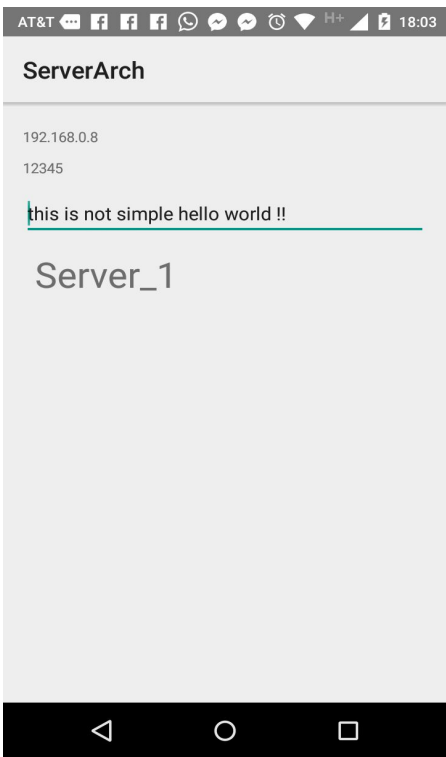 AT&T H+ 18:03
ServerArch
192.168.0.8
12345
this is not simple hello world !!
Server_1